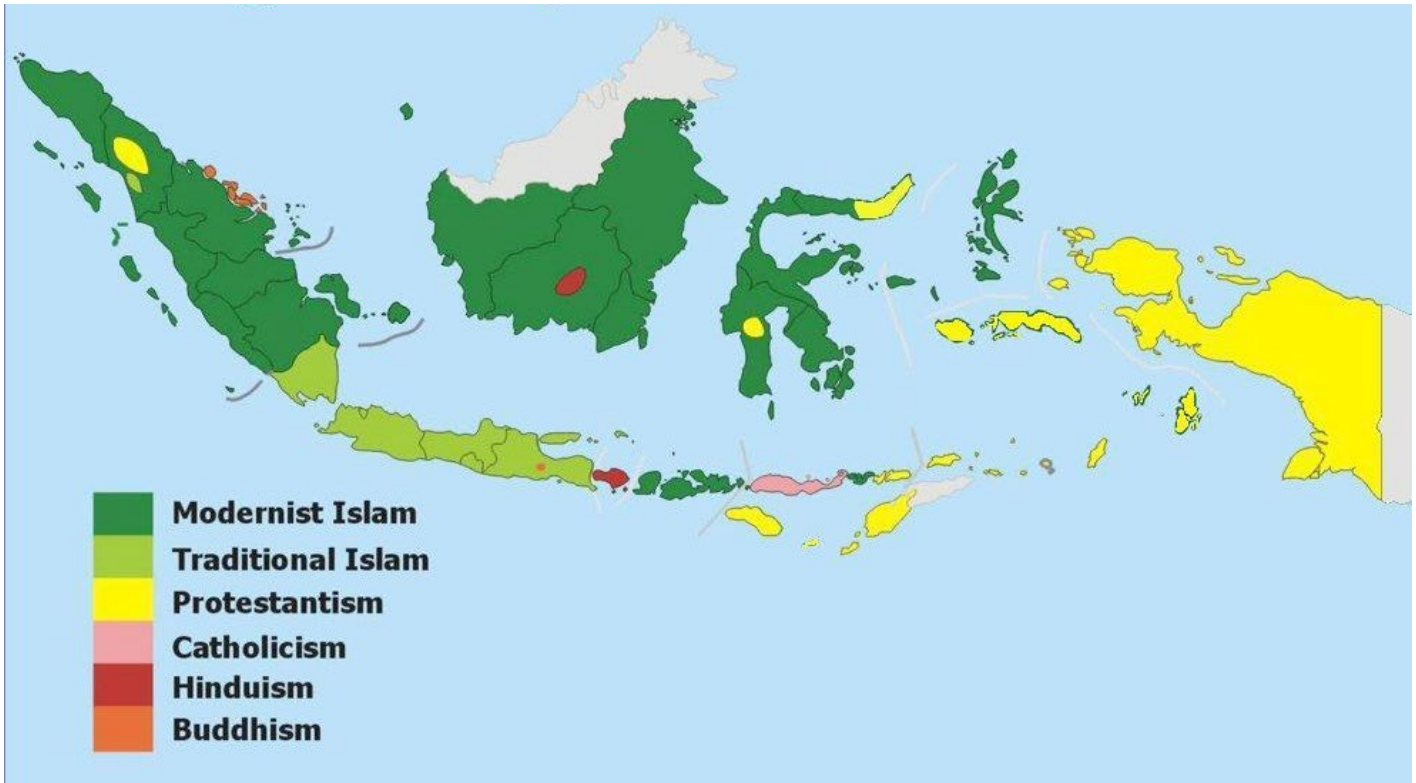 Modernist Islam
Traditional Islam
Protestantism
Catholicism
Hinduism
Buddhism